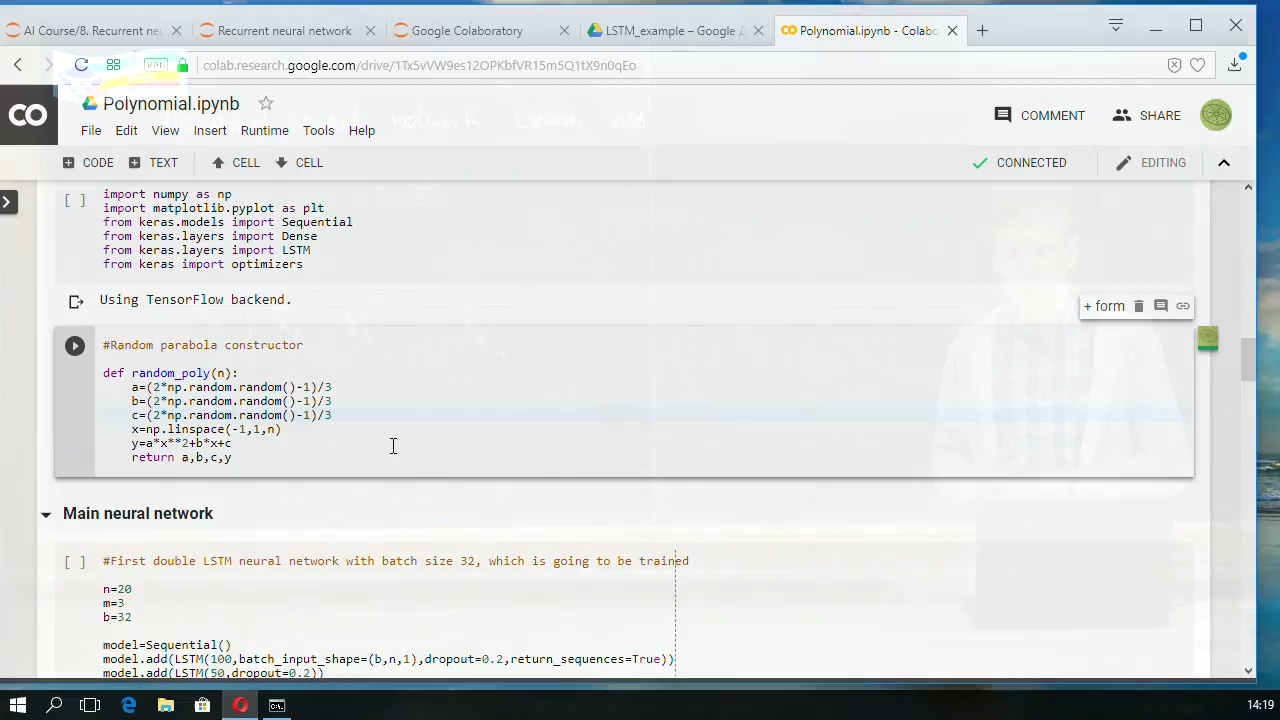 AI Course/8.Recurrent ne
Recurrent neural network
Google Colaboratory
LSTM_example – Google
Polynomial.ipynb - Colab
VPN
colab.research.google.com/drive/1Tx5vVW9es12OPKbfVR15n5Q1tX9n0qEo
CO
Polynomial.ipynb
COMMENT
SHARE
File Edit View Insert Runtime Tools Help
CODE TEXT CELL CELL
CONNECTED
EDITING
[ ]
import numpy as np
import matplotlib.pyplot as plt
from keras.models import Sequential
from keras.layers import Dense
from keras.layers import LSTM
from keras import optimizers
Using TensorFlow backend.
+ form
#Random parabola constructor
def random_poly(n):
a=(2*np.random.random()-1)/3
b=(2*np.random.random()-1)/3
c=(2*np.random.random()-1)/3
x=np.linspace(-1,1,n)
y=a*x**2+b*x+c
return a,b,c,y
Main neural network
[ ]
#First double LSTM neural network with batch size 32, which is going to be trained
n=20
m=3
b=32
model=Sequential()
model.add(LSTM(100,batch_input_shape=(b,n,1),dropout=0.2,return_sequences=True))
model.add(LSTM(50,dropout=0.2))
14:19